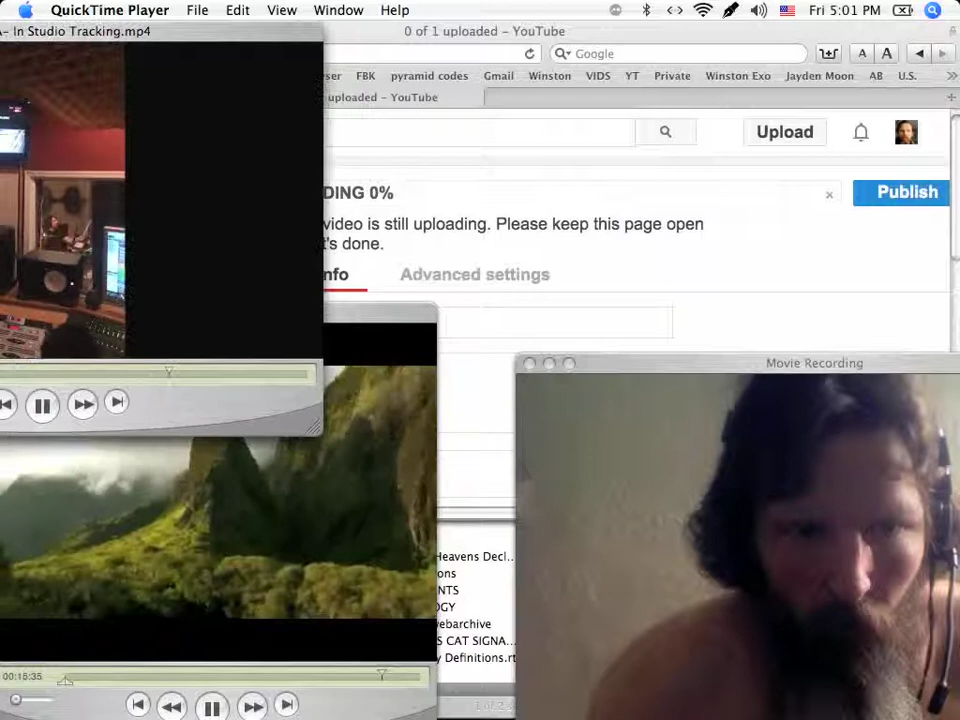 QuickTime Player File Edit View Window Help Fri 5:01 PM
- In Studio Tracking.mp4
0 of 1 uploaded - YouTube
Google
A A
ser FBK pyramid codes Gmail Winston VIDS YT Private Winston Exo Jayden Moon AB U.S.
uploaded - YouTube
Upload
DING 0%
Publish
video is still uploading. Please keep this page open
t's done.
nfo Advanced settings
Movie Recording
Heavens Decl...
ons
NTS
OGY
webarchive
S CAT SIGNA...
y Definitions.rt
00:15:35